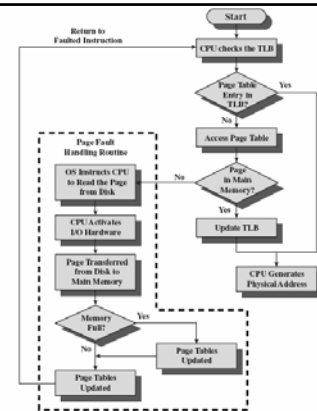 Return to
Faulted Instruction
Start
CPU checks the TLB
Page Table
Entry in
TLB?
Yes
No
Access Page Table
Page Fault
Handling Routine
OS Instructs CPU
to Read the Page
from Disk
No
Page
in Main
Memory?
Yes
CPU Activates
I/O Hardware
Update TLB
Page Transferred
from Disk to
Main Memory
CPU Generates
Physical Address
Memory
Full?
Yes
No
Page Tables
Updated
Page Tables
Updated